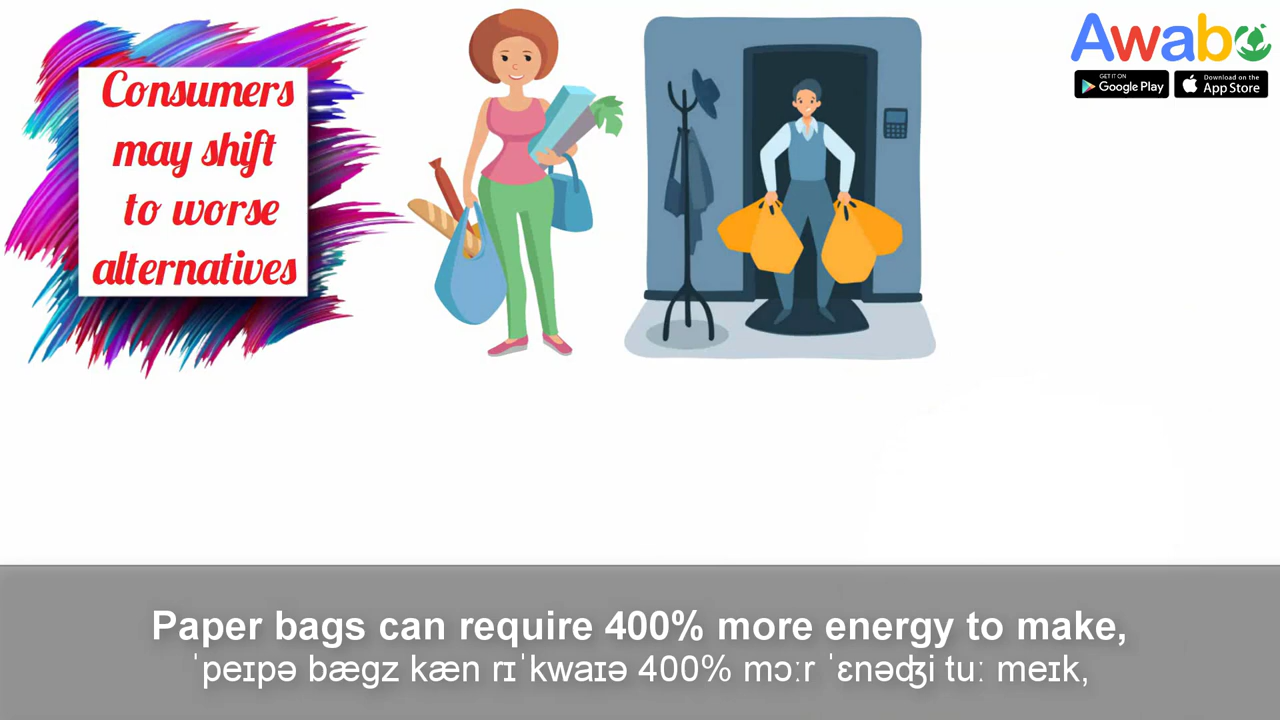 Consumers
may shift
to worse
alternatives
Awabe
GET IT ON
Google Play
Download on the
App Store
Paper bags can require 400% more energy to make,
ˈpeɪpə bægz kæn rɪˈkwaɪə 400% mɔːr ˈɛnəʤi tuː meɪk,